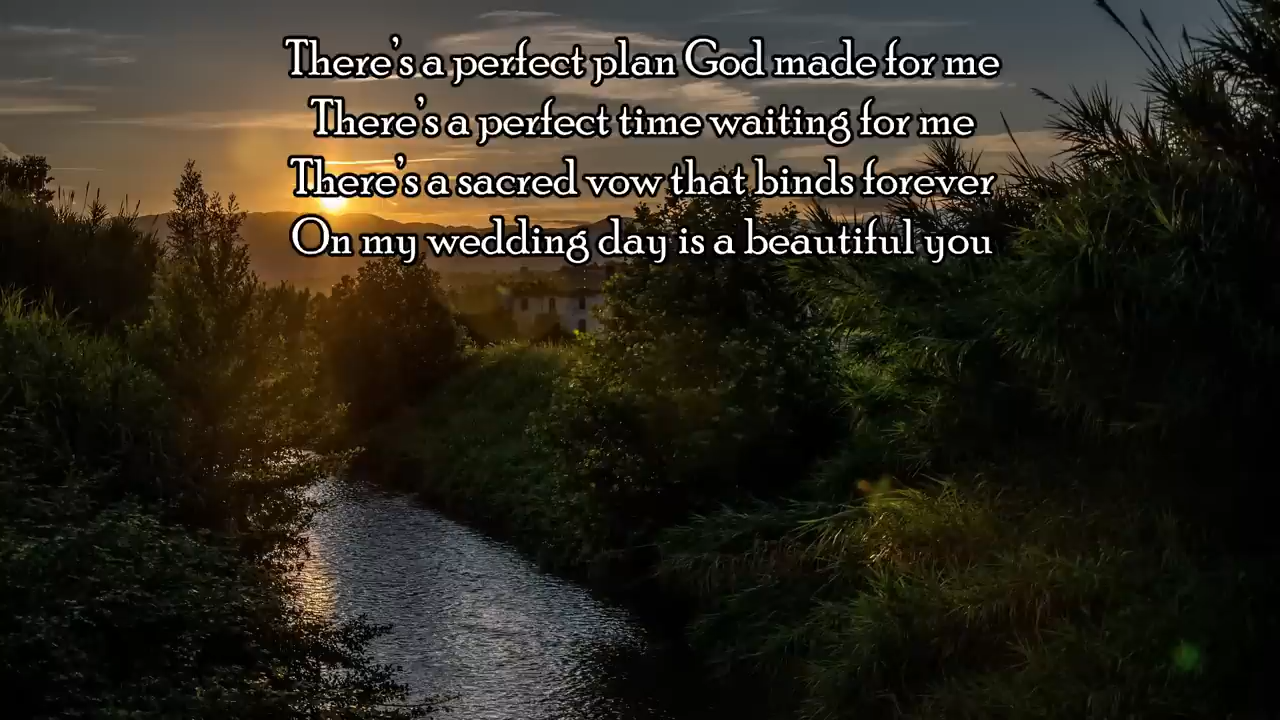 There's a perfect plan God made for me
There's a perfect time waiting for me
There's a sacred vow that binds forever
On my wedding day is a beautiful you